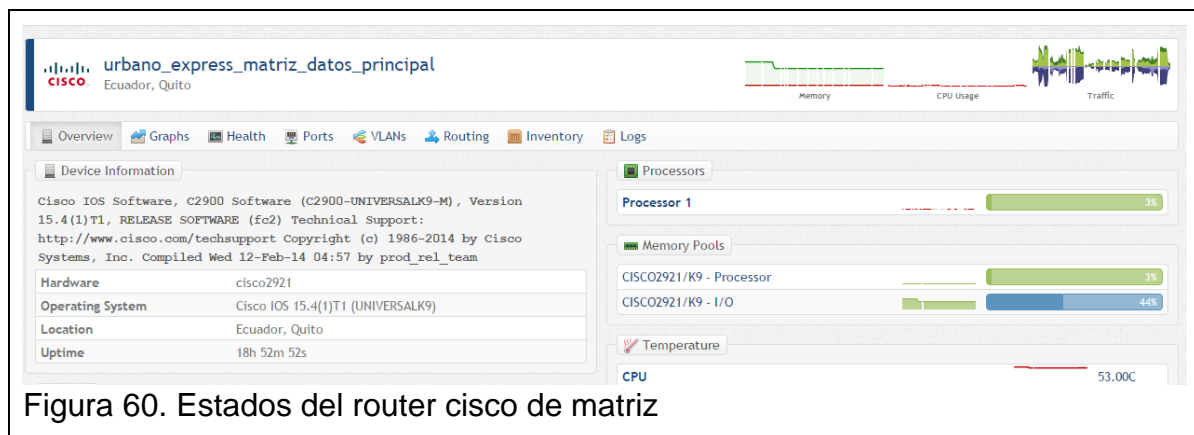 CISCO
urbano_express_matriz_datos_principal
Ecuador, Quito
Memory
CPU Usage
Traffic
Overview Graphs Health Ports VLANs Routing Inventory Logs
Device Information
Cisco IOS Software, C2900 Software (C2900-UNIVERSALK9-M), Version
15.4(1)T1, RELEASE SOFTWARE (fc2) Technical Support:
http://www.cisco.com/techsupport Copyright (c) 1986-2014 by Cisco
Systems, Inc. Compiled Wed 12-Feb-14 04:57 by prod_rel_team
Hardware cisco2921
Operating System Cisco IOS 15.4(1)T1 (UNIVERSALK9)
Location Ecuador, Quito
Uptime 18h 52m 52s
Processors
Processor 1 3%
Memory Pools
CISCO2921/K9 - Processor 3%
CISCO2921/K9 - I/O 44%
Temperature
CPU 53.00C
Figura 60. Estados del router cisco de matriz